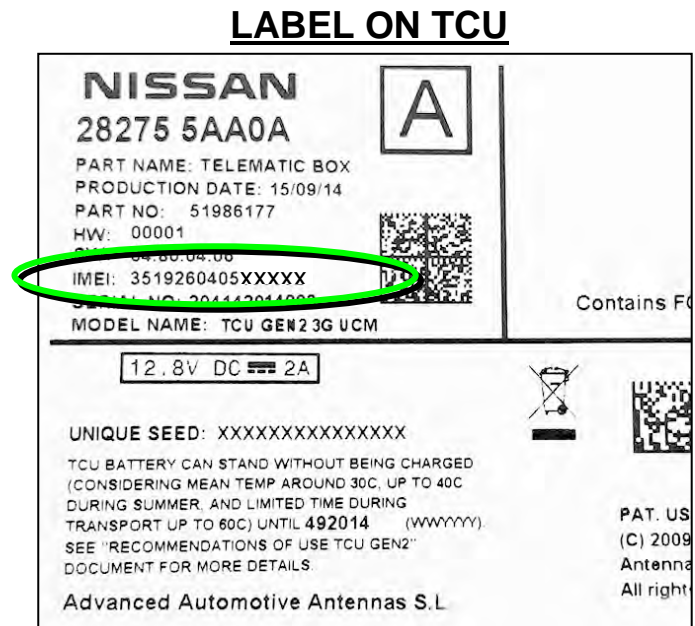 LABEL ON TCU
NISSAN
A
28275 5AA0A
PART NAME: TELEMATIC BOX
PRODUCTION DATE: 15/09/14
PART NO: 51986177
HW: 00001
IMEI: 3519260405XXXXX
SERIAL NO:
MODEL NAME: TCU GEN2 3G UCM
Contains
12.8V DC 2A
UNIQUE SEED: XXXXXXXXXXXXXXX
TCU BATTERY CAN STAND WITHOUT BEING CHARGED
(CONSIDERING MEAN TEMP AROUND 30C, UP TO 40C
DURING SUMMER, AND LIMITED TIME DURING
TRANSPORT UP TO 60C) UNTIL 492014 (WWYYYY).
SEE "RECOMMENDATIONS OF USE TCU GEN2"
DOCUMENT FOR MORE DETAILS.
Advanced Automotive Antennas S.L
PAT. US
(C) 2009
Antenna
All right